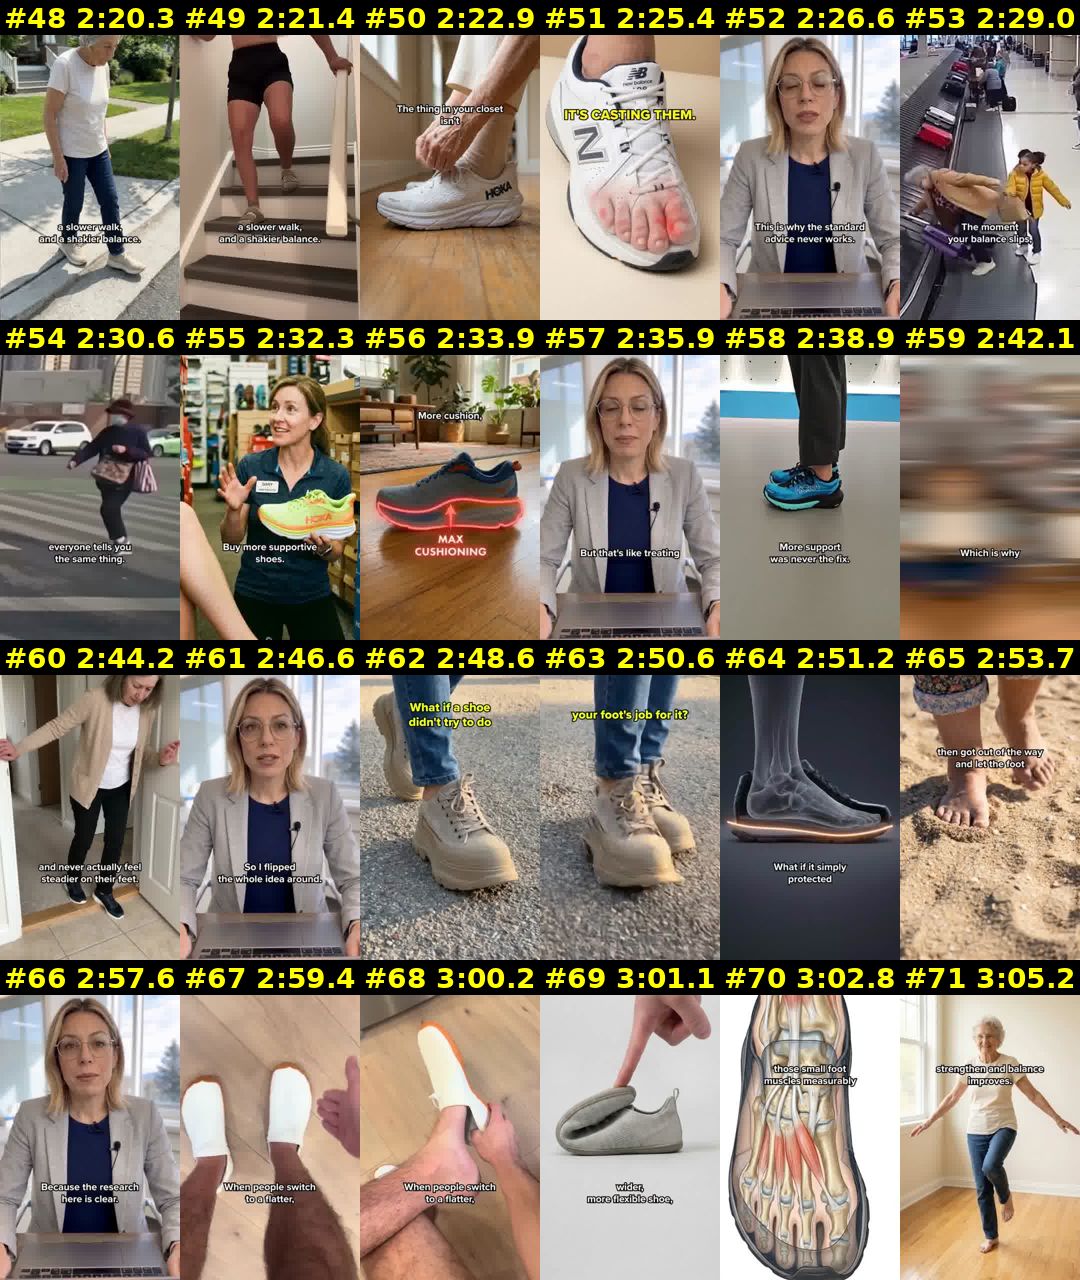 #48 2:20.3 #49 2:21.4 #50 2:22.9 #51 2:25.4 #52 2:26.6 #53 2:29.0
a slower walk,
and a shakier balance.
a slower walk,
and a shakier balance.
The thing in your closet
isn't
HOKA
NB
new balance
N
IT'S CASTING THEM.
This is why the standard
advice never works.
The moment
your balance slips,
#54 2:30.6 #55 2:32.3 #56 2:33.9 #57 2:35.9 #58 2:38.9 #59 2:42.1
everyone tells you
the same thing.
HOKA
Buy more supportive
shoes.
More cushion,
MAX
CUSHIONING
But that's like treating
More support
was never the fix.
Which is why
#60 2:44.2 #61 2:46.6 #62 2:48.6 #63 2:50.6 #64 2:51.2 #65 2:53.7
and never actually feel
steadier on their feet.
So I flipped
the whole idea around.
What if a shoe
didn't try to do
your foot's job for it?
What if it simply
protected
then got out of the way
and let the foot
#66 2:57.6 #67 2:59.4 #68 3:00.2 #69 3:01.1 #70 3:02.8 #71 3:05.2
Because the research
here is clear.
When people switch
to a flatter,
When people switch
to a flatter,
wider,
more flexible shoe,
those small foot
muscles measurably
strengthen and balance
improves.